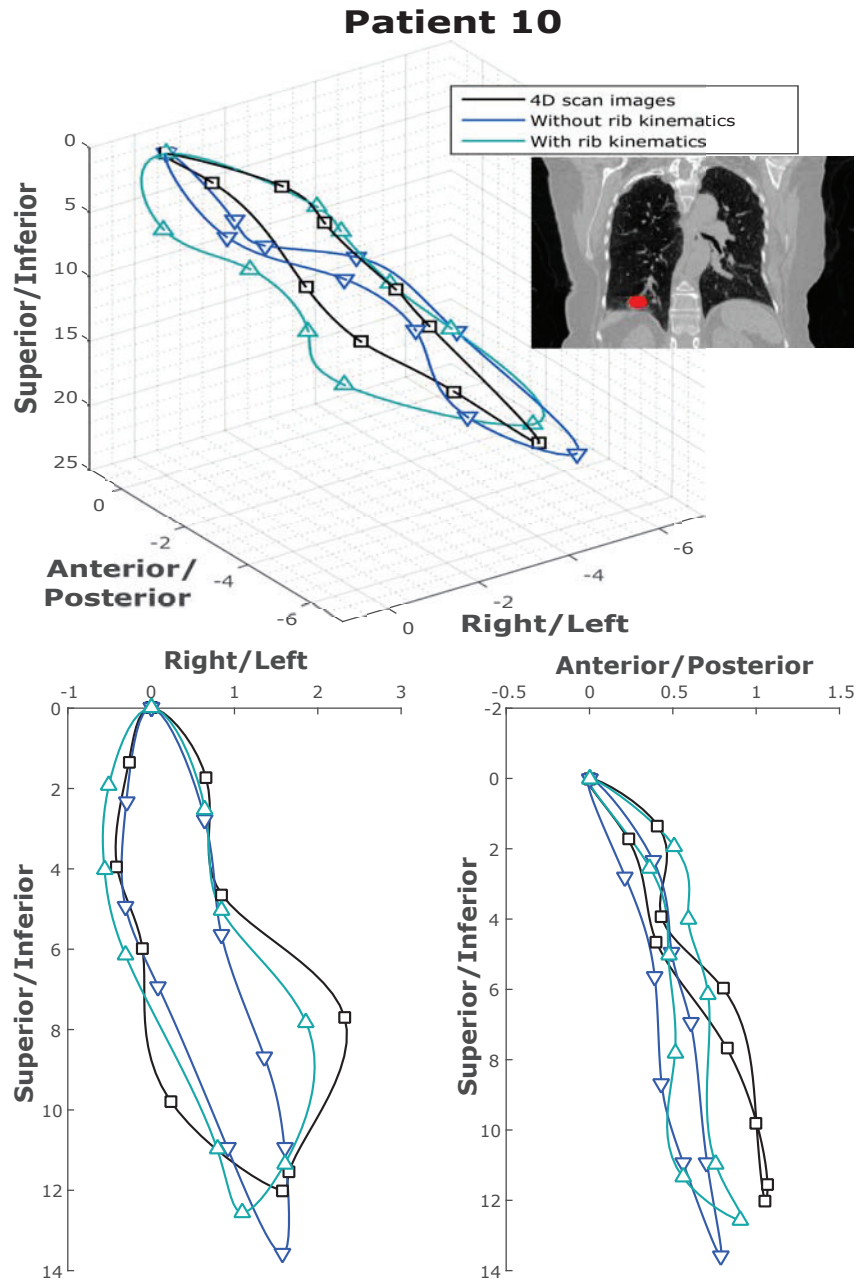 Patient 10
4D scan images
Without rib kinematics
With rib kinematics
0
5
10
15
20
25
Superior/Inferior
0
-2
-4
-6
Anterior/
Posterior
0
-2
-4
-6
Right/Left
Right/Left
-1 0 1 2 3
0
2
4
6
8
10
12
14
Superior/Inferior
Anterior/Posterior
-0.5 0 0.5 1 1.5
-2
0
2
4
6
8
10
12
14
Superior/Inferior